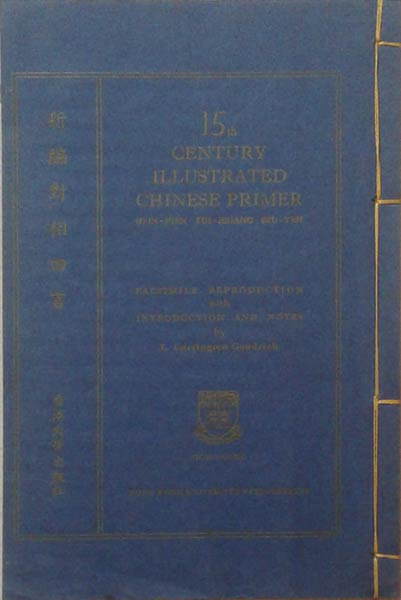 新編對相四言
香港大學出版社
15th
CENTURY
ILLUSTRATED
CHINESE PRIMER
HSIN-PIEN TUI-HSIANG SZU-YEN
FACSIMILE REPRODUCTION
with
INTRODUCTION AND NOTES
by
L. Carrington Goodrich
HONG KONG UNIVERSITY PRESS